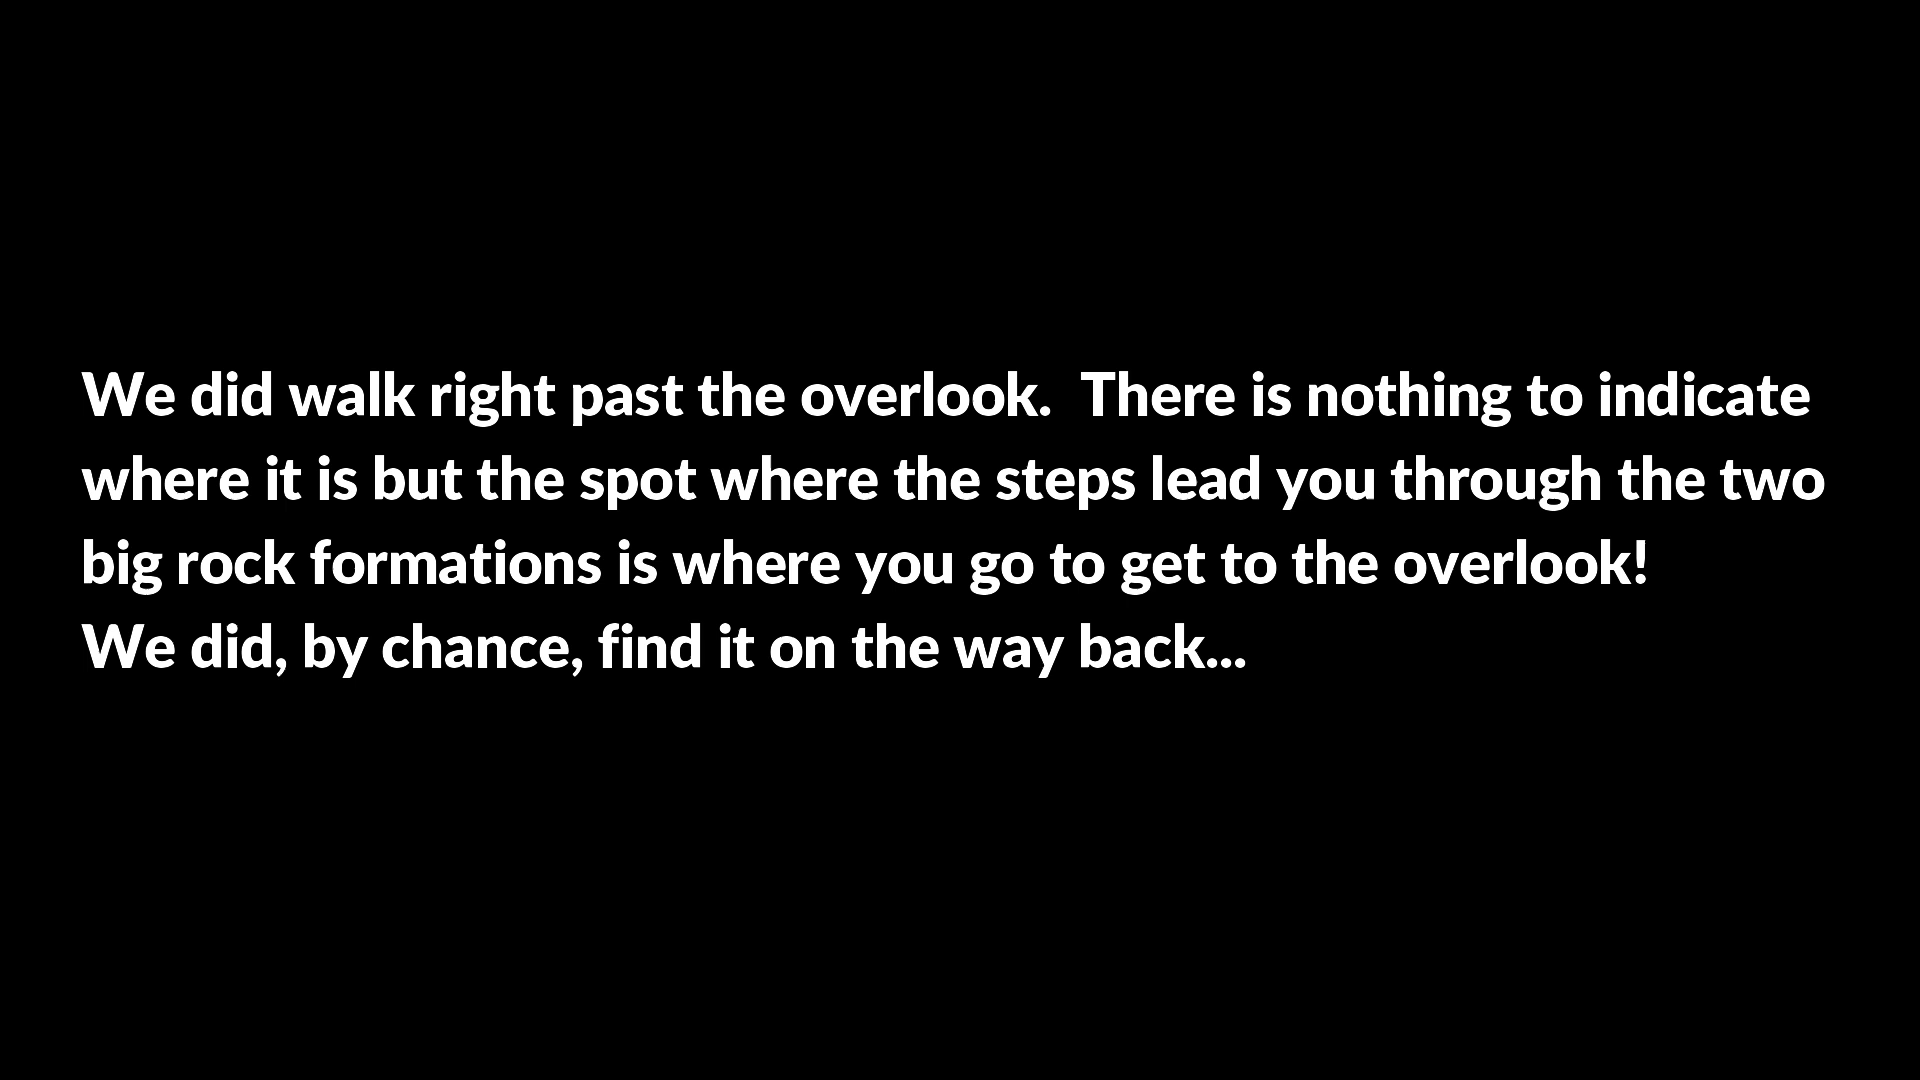 We did walk right past the overlook.  There is nothing to indicate
where it is but the spot where the steps lead you through the two
big rock formations is where you go to get to the overlook!
We did, by chance, find it on the way back...